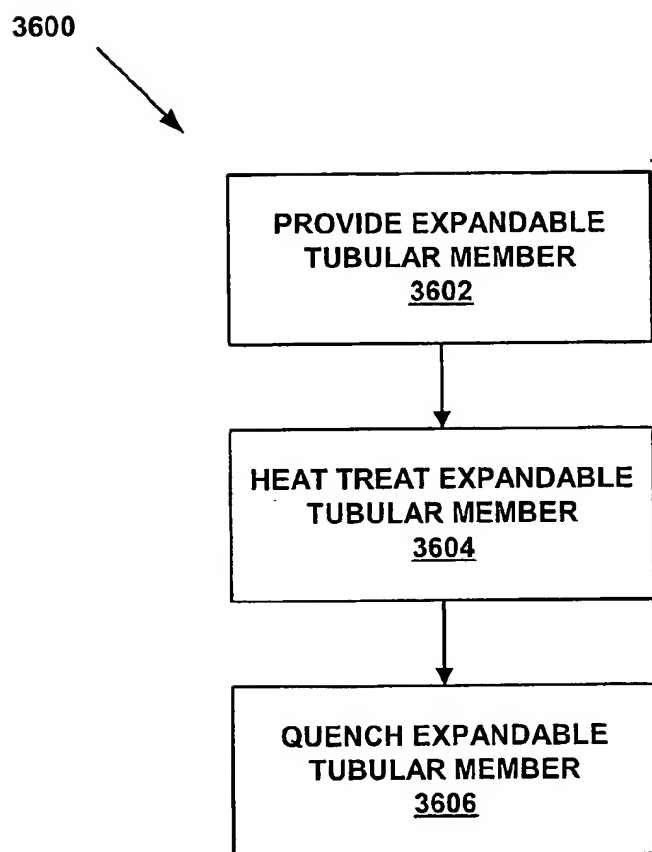 3600
PROVIDE EXPANDABLE
TUBULAR MEMBER
3602
HEAT TREAT EXPANDABLE
TUBULAR MEMBER
3604
QUENCH EXPANDABLE
TUBULAR MEMBER
3606